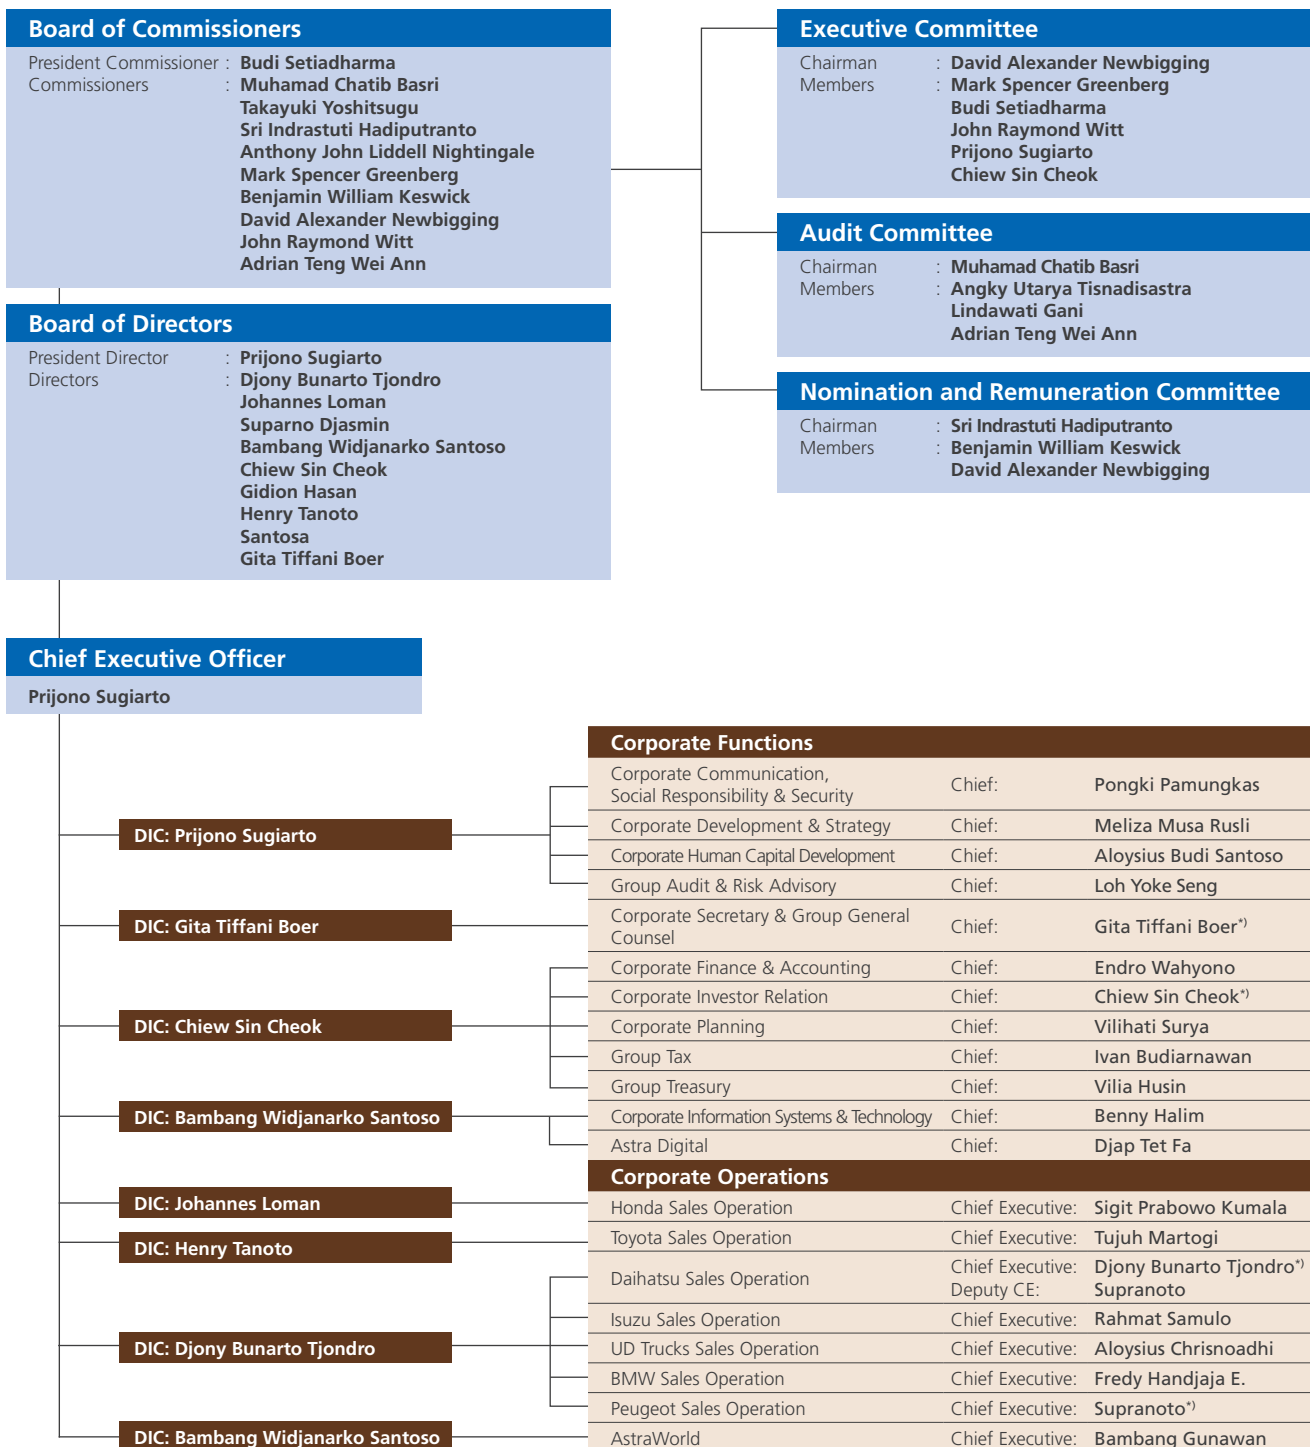 Board of Commissioners
President Commissioner : Budi Setiadharma
Commissioners : Muhamad Chatib Basri
Takayuki Yoshitsugu
Sri Indrastuti Hadiputranto
Anthony John Liddell Nightingale
Mark Spencer Greenberg
Benjamin William Keswick
David Alexander Newbigging
John Raymond Witt
Adrian Teng Wei Ann
Executive Committee
Chairman : David Alexander Newbigging
Members : Mark Spencer Greenberg
Budi Setiadharma
John Raymond Witt
Prijono Sugiarto
Chiew Sin Cheok
Audit Committee
Chairman : Muhamad Chatib Basri
Members : Angky Utarya Tisnadisastra
Lindawati Gani
Adrian Teng Wei Ann
Board of Directors
President Director : Prijono Sugiarto
Directors : Djony Bunarto Tjondro
Johannes Loman
Suparno Djasmin
Bambang Widjanarko Santoso
Chiew Sin Cheok
Gidion Hasan
Henry Tanoto
Santosa
Gita Tiffani Boer
Nomination and Remuneration Committee
Chairman : Sri Indrastuti Hadiputranto
Members : Benjamin William Keswick
David Alexander Newbigging
Chief Executive Officer
Prijono Sugiarto
DIC: Prijono Sugiarto
DIC: Gita Tiffani Boer
DIC: Chiew Sin Cheok
DIC: Bambang Widjanarko Santoso
DIC: Johannes Loman
DIC: Henry Tanoto
DIC: Djony Bunarto Tjondro
DIC: Bambang Widjanarko Santoso
Corporate Functions
Corporate Communication,
Social Responsibility & Security Chief: Pongki Pamungkas
Corporate Development & Strategy Chief: Meliza Musa Rusli
Corporate Human Capital Development Chief: Aloysius Budi Santoso
Group Audit & Risk Advisory Chief: Loh Yoke Seng
Corporate Secretary & Group General
Counsel Chief: Gita Tiffani Boer*)
Corporate Finance & Accounting Chief: Endro Wahyono
Corporate Investor Relation Chief: Chiew Sin Cheok*)
Corporate Planning Chief: Vilihati Surya
Group Tax Chief: Ivan Budiarnawan
Group Treasury Chief: Vilia Husin
Corporate Information Systems & Technology Chief: Benny Halim
Astra Digital Chief: Djap Tet Fa
Corporate Operations
Honda Sales Operation Chief Executive: Sigit Prabowo Kumala
Toyota Sales Operation Chief Executive: Tujuh Martogi
Daihatsu Sales Operation Chief Executive: Djony Bunarto Tjondro*)
Deputy CE: Supranoto
Isuzu Sales Operation Chief Executive: Rahmat Samulo
UD Trucks Sales Operation Chief Executive: Aloysius Chrisnoadhi
BMW Sales Operation Chief Executive: Fredy Handjaja E.
Peugeot Sales Operation Chief Executive: Supranoto*)
AstraWorld Chief Executive: Bambang Gunawan